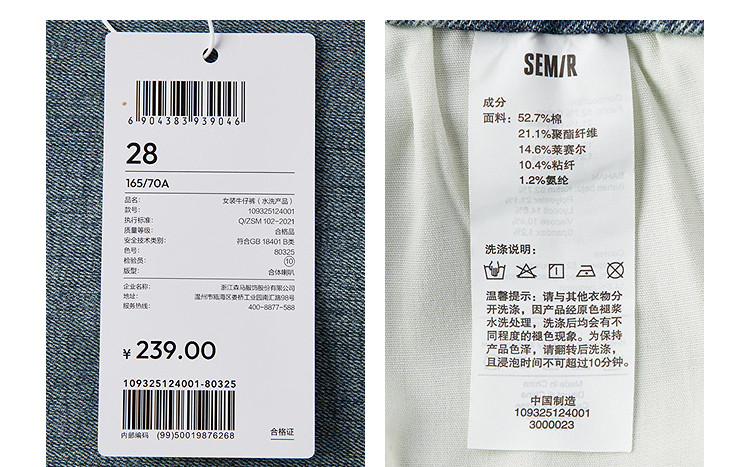 6 904383 939046
28
165/70A
品名: 女装牛仔裤（水洗产品）
款号: 109325124001
执行标准: Q/ZSM 102-2021
质量等级: 合格品
安全技术类别: 符合GB 18401 B类
色号: 80325
检验员: 10
版型: 合体喇叭
企业名称: 浙江森马服饰股份有限公司
地址: 温州市瓯海区娄桥工业园南汇路98号
服务热线: 400-8877-588
¥ 239.00
109325124001-80325
内部编码 (99)50019876268
合格证
SEMIR
成分
面料: 52.7%棉
21.1%聚酯纤维
14.6%莱赛尔
10.4%粘纤
1.2%氨纶
洗涤说明:
温馨提示: 请与其他衣物分
开洗涤，因产品经原色褪浆
水洗处理，洗涤后均会有不
同程度的褪色现象。为保持
产品色泽，请翻转后洗涤，
且浸泡时间不可超过10分钟。
中国制造
109325124001
3000023